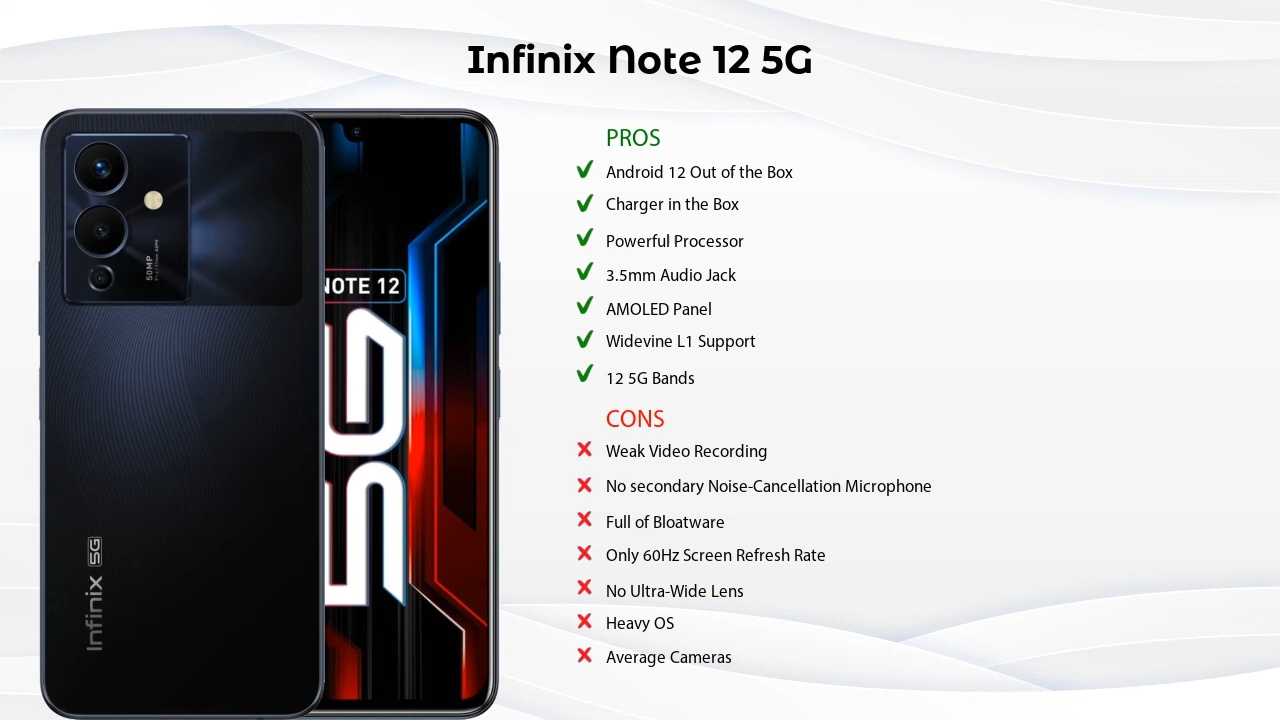 Infinix Note 12 5G
PROS
Android 12 Out of the Box
Charger in the Box
Powerful Processor
3.5mm Audio Jack
AMOLED Panel
Widevine L1 Support
12 5G Bands
CONS
Weak Video Recording
No secondary Noise-Cancellation Microphone
Full of Bloatware
Only 60Hz Screen Refresh Rate
No Ultra-Wide Lens
Heavy OS
Average Cameras
50MP
NOTE 12
5G
Infinix 5G